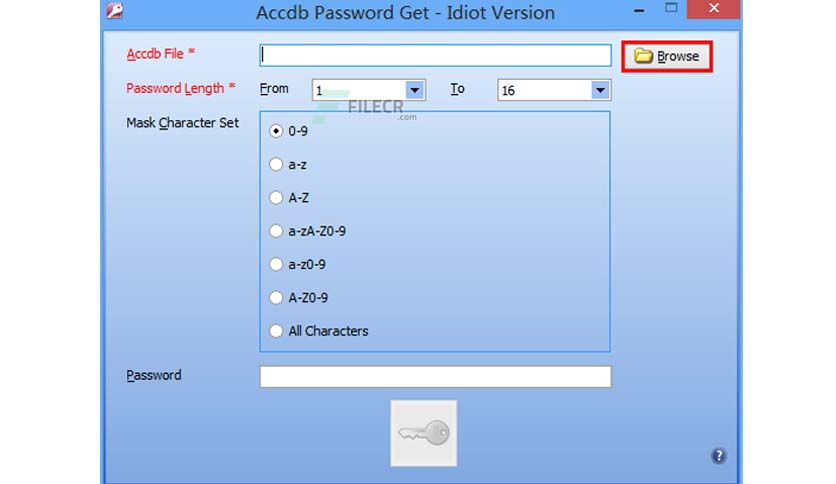 Accdb Password Get - Idiot Version
Accdb File *
Browse
Password Length * From 1 To 16
FILECR
.com
Mask Character Set
0-9
a-z
A-Z
a-zA-Z0-9
a-z0-9
A-Z0-9
All Characters
Password
?